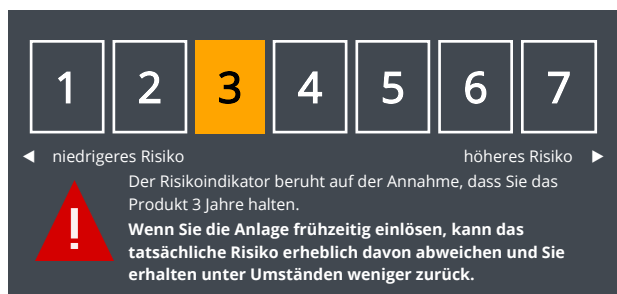 1 2 3 4 5 6 7
◀ niedrigeres Risiko höheres Risiko ▶
Der Risikoindikator beruht auf der Annahme, dass Sie das
Produkt 3 Jahre halten.
! Wenn Sie die Anlage frühzeitig einlösen, kann das
tatsächliche Risiko erheblich davon abweichen und Sie
erhalten unter Umständen weniger zurück.